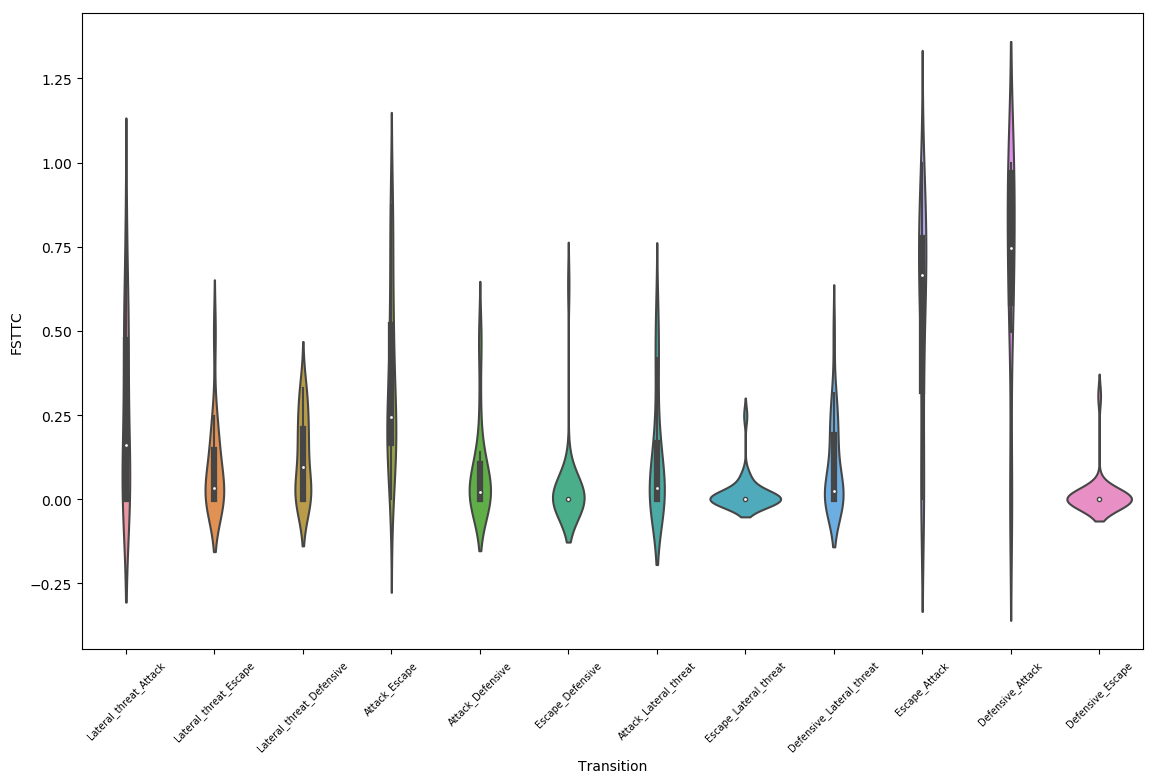 FSTTC
1.25
1.00
0.75
0.50
0.25
0.00
−0.25
Lateral_threat_Attack
Lateral_threat_Escape
Lateral_threat_Defensive
Attack_Escape
Attack_Defensive
Escape_Defensive
Attack_Lateral_threat
Escape_Lateral_threat
Defensive_Lateral_threat
Escape_Attack
Defensive_Attack
Defensive_Escape
Transition